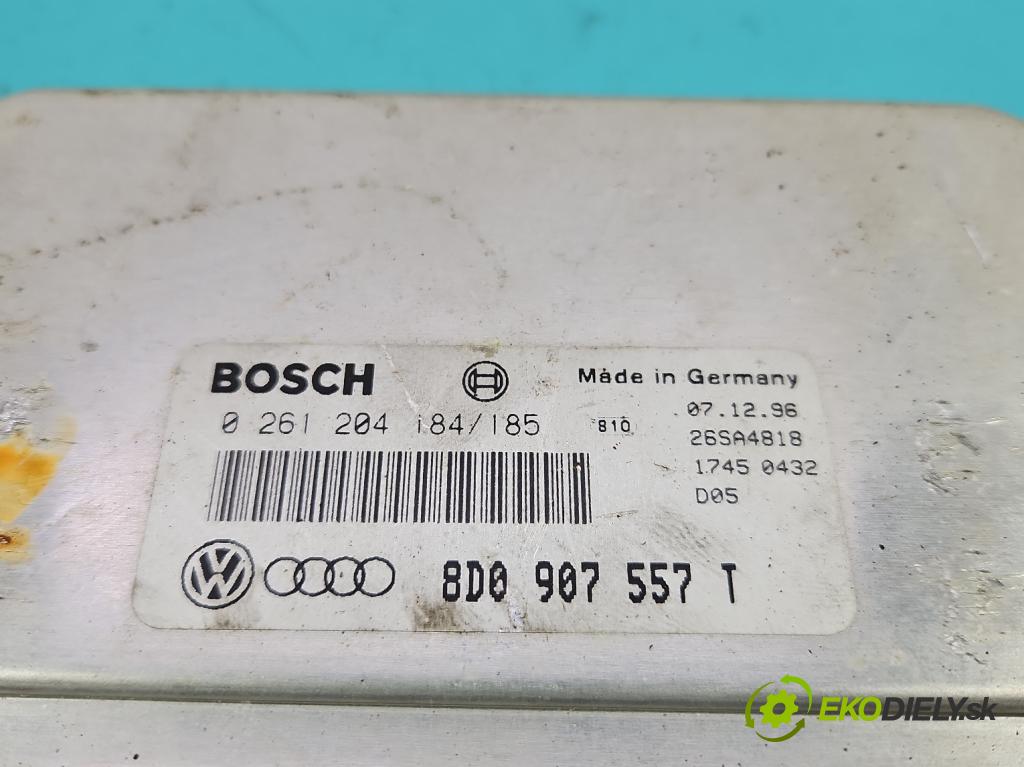 BOSCH Made in Germany
0 261 204 184/185 810 07.12.96
26SA4818
1745 0432
D05
VW 8D0 907 557 T
EKODIELY.sk